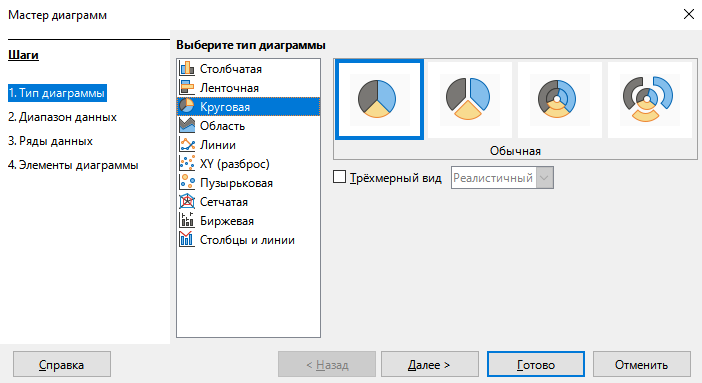 Мастер диаграмм
Шаги
1. Тип диаграммы
2. Диапазон данных
3. Ряды данных
4. Элементы диаграммы
Выберите тип диаграммы
Столбчатая
Ленточная
Круговая
Область
Линии
XY (разброс)
Пузырьковая
Сетчатая
Биржевая
Столбцы и линии
Обычная
Трёхмерный вид
Реалистичный
Справка
< Назад
Далее >
Готово
Отменить